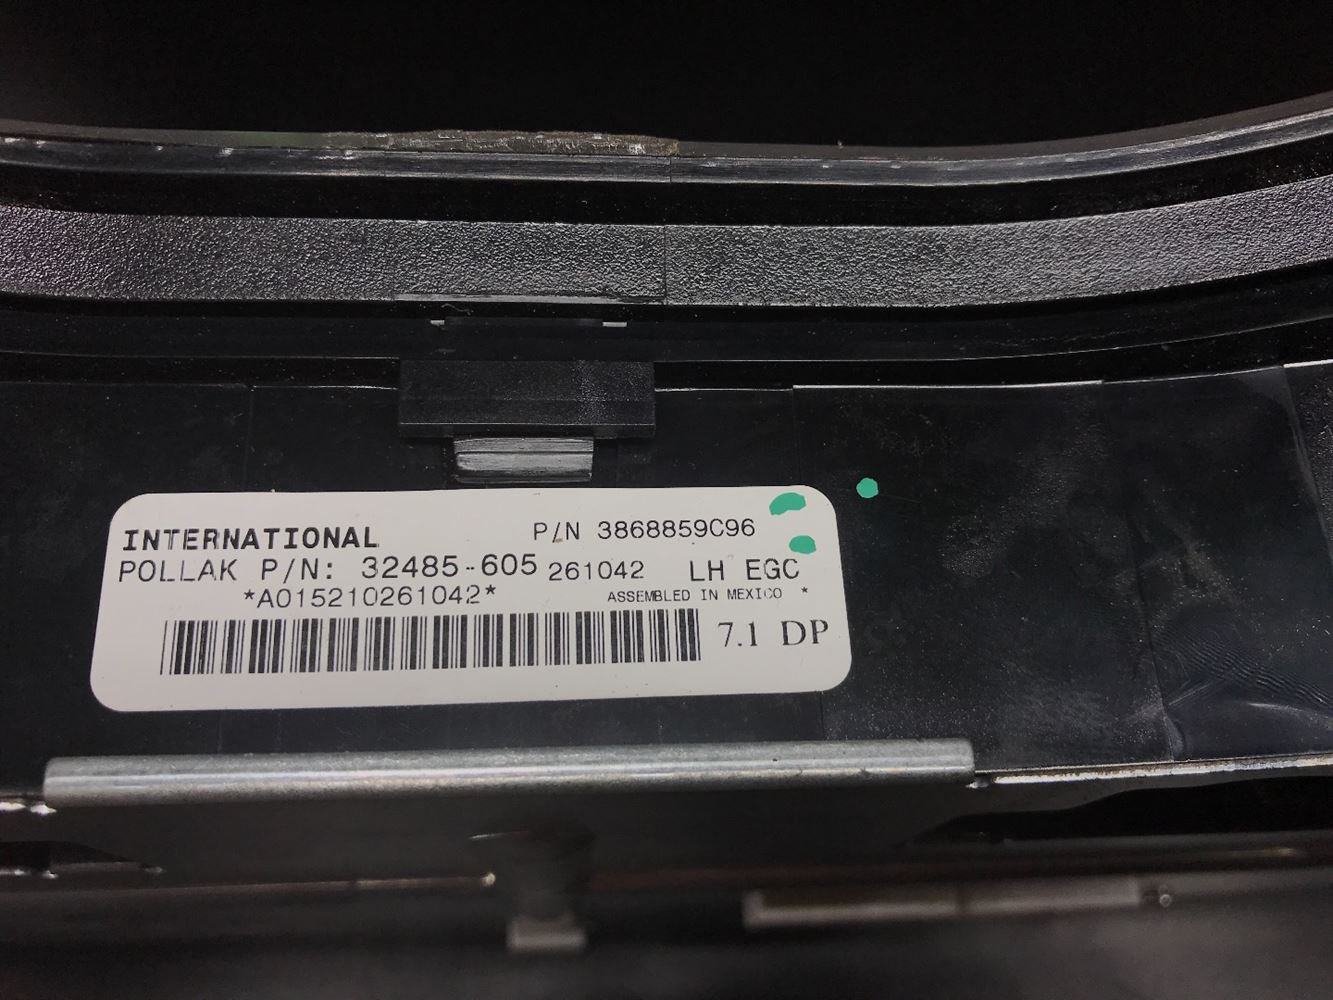 INTERNATIONAL P/N 3868859C96
POLLAK P/N: 32485-605 261042 LH EGC
*A015210261042* ASSEMBLED IN MEXICO *
7.1 DP